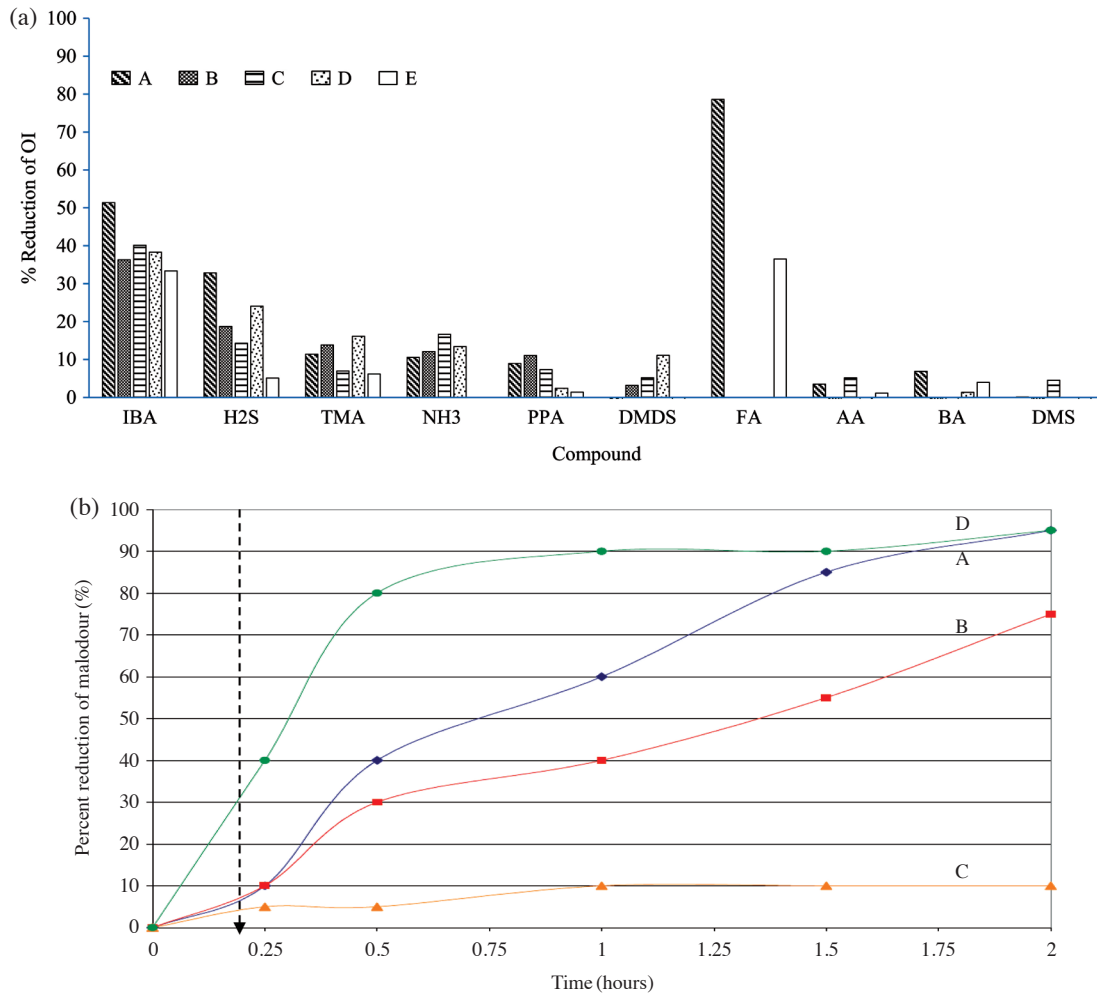 (a)
100
90
80
70
60
50
40
30
20
10
0
% Reduction of OI
A B C D E
IBA H2S TMA NH3 PPA DMDS FA AA BA DMS
Compound
(b)
100
90
80
70
60
50
40
30
20
10
0
Percent reduction of malodour (%)
D
A
B
C
0 0.25 0.5 0.75 1 1.25 1.5 1.75 2
Time (hours)